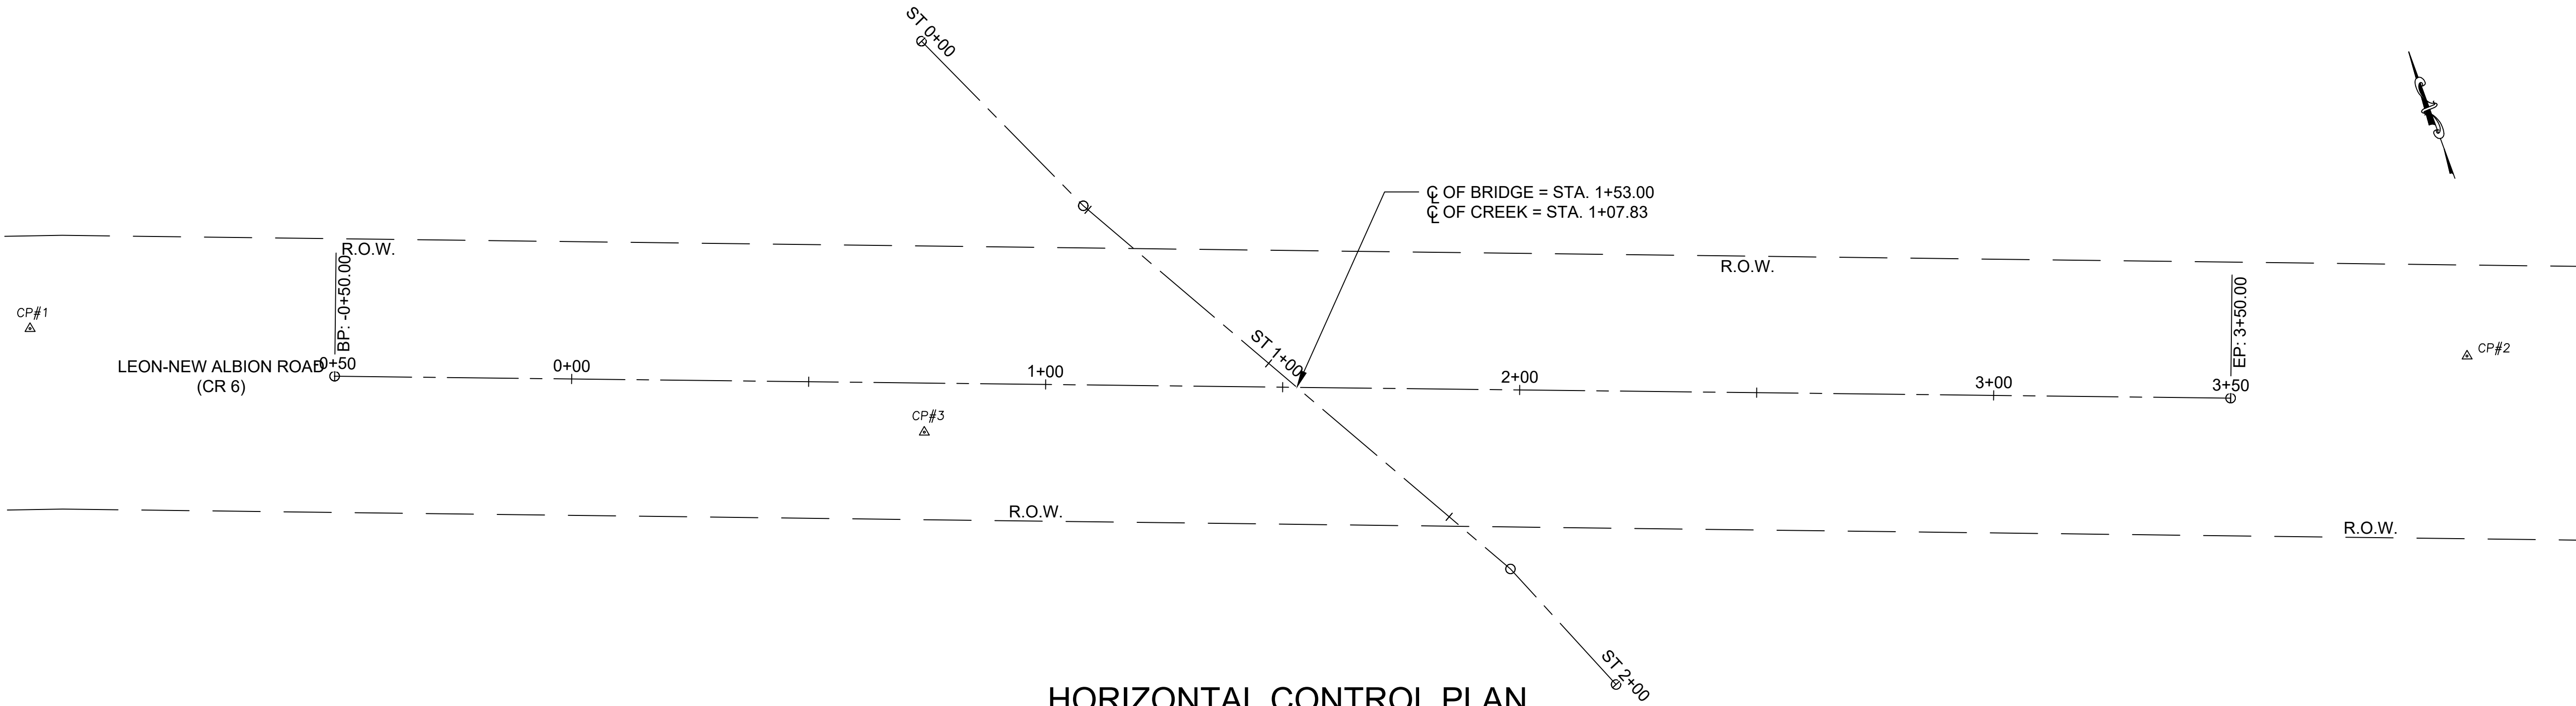 ST 0+00
℄ OF BRIDGE = STA. 1+53.00
℄ OF CREEK = STA. 1+07.83
R.O.W.
R.O.W.
BP: -0+50.00
EP: 3+50.00
CP#1
ST 1+00
CP#2
LEON-NEW ALBION ROAD
(CR 6)
0+50
0+00
1+00
2+00
3+00
3+50
CP#3
R.O.W.
R.O.W.
ST 2+00
HORIZONTAL CONTROL PLAN